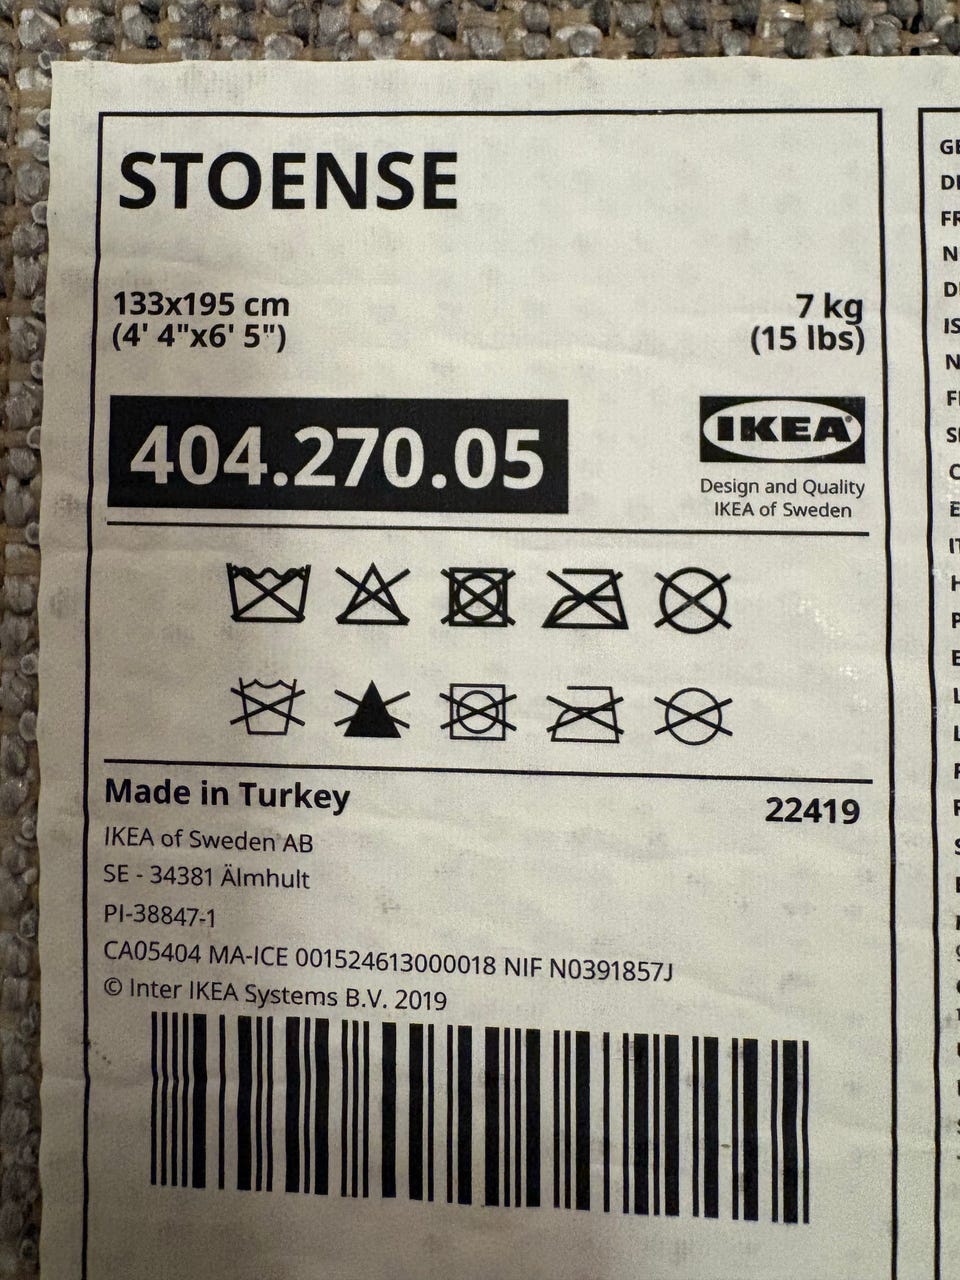 STOENSE
133x195 cm
(4' 4"x6' 5")
7 kg
(15 lbs)
404.270.05
IKEA®
Design and Quality
IKEA of Sweden
Made in Turkey
22419
IKEA of Sweden AB
SE - 34381 Älmhult
PI-38847-1
CA05404 MA-ICE 001524613000018 NIF N0391857J
© Inter IKEA Systems B.V. 2019